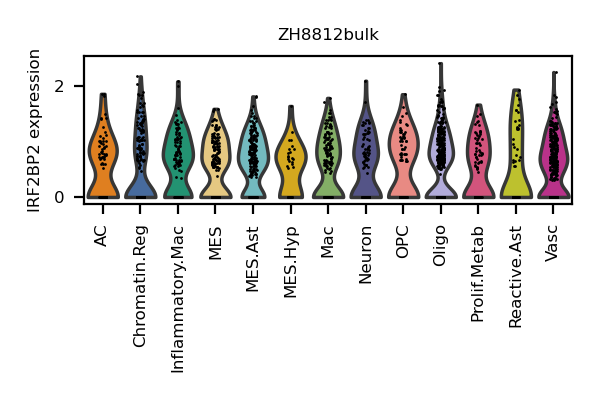 ZH8812bulk
IRF2BP2 expression
2
0
AC
Chromatin.Reg
Inflammatory.Mac
MES
MES.Ast
MES.Hyp
Mac
Neuron
OPC
Oligo
Prolif.Metab
Reactive.Ast
Vasc